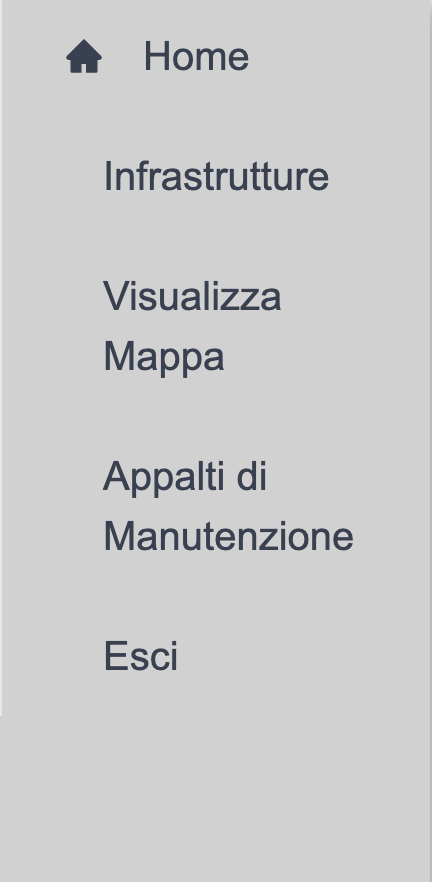 Home
Infrastrutture
Visualizza
Mappa
Appalti di
Manutenzione
Esci